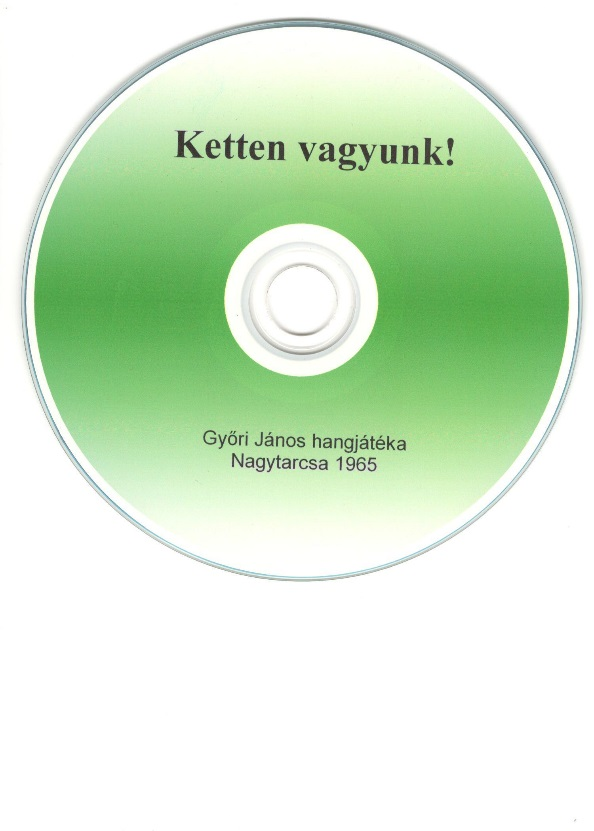 Ketten vagyunk!
Győri János hangjátéka
Nagytarcsa 1965